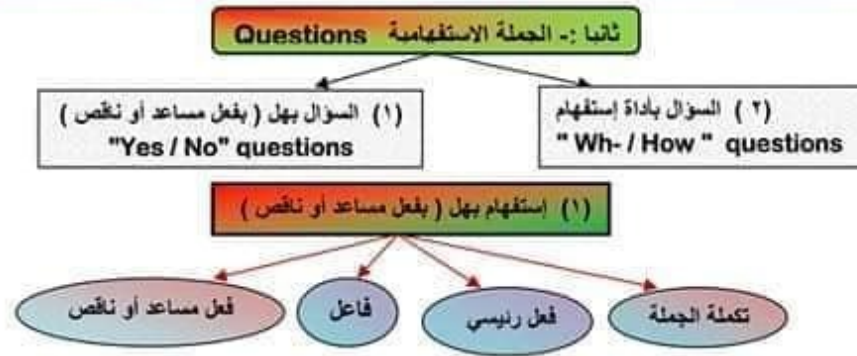 ثانيا :- الجملة الاستفهامية Questions
(١) السؤال بهل ( بفعل مساعد أو ناقص )
"Yes / No" questions
(٢ ) السؤال بأداة إستفهام
" Wh- / How " questions
(١) إستفهام بهل ( بفعل مساعد أو ناقص )
فعل مساعد أو ناقص
فاعل
فعل رئيسي
تكملة الجملة